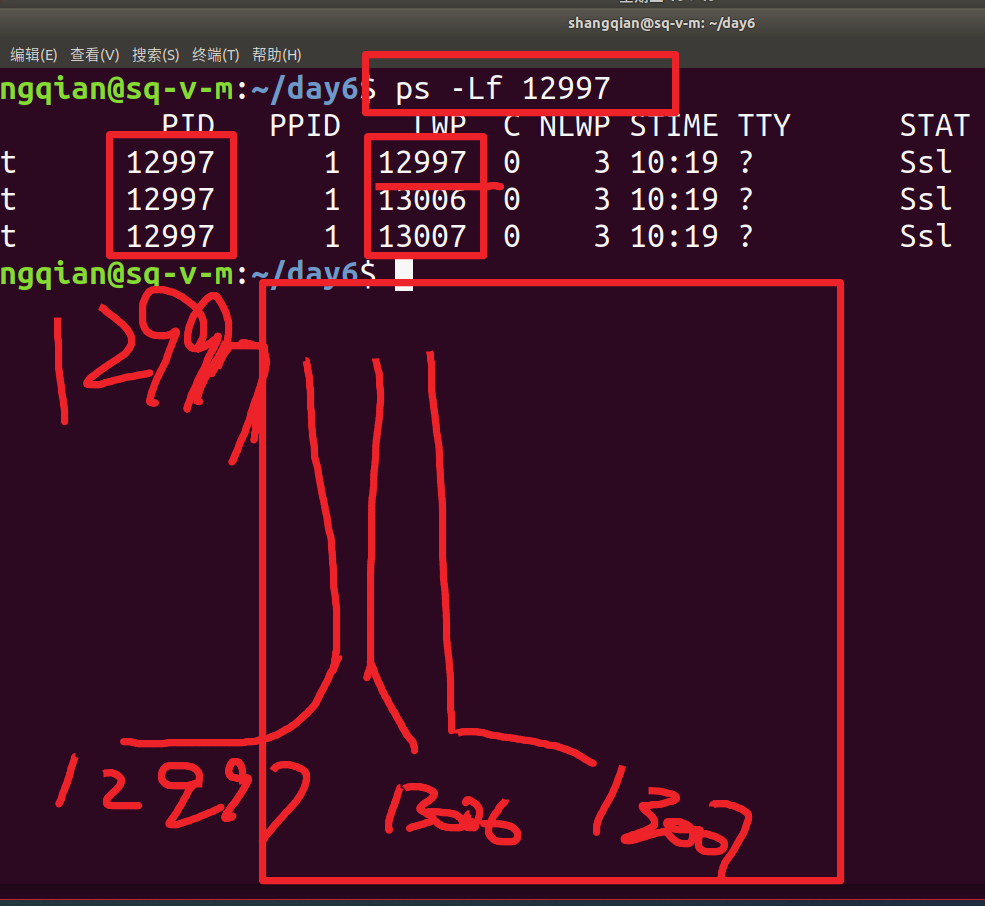 shangqian@sq-v-m: ~/day6
编辑(E) 查看(V) 搜索(S) 终端(T) 帮助(H)
ngqian@sq-v-m:~/day6$ ps -Lf 12997
PID PPID LWP C NLWP STIME TTY STAT
t 12997 1 12997 0 3 10:19 ? Ssl
t 12997 1 13006 0 3 10:19 ? Ssl
t 12997 1 13007 0 3 10:19 ? Ssl
ngqian@sq-v-m:~/day6$
12997
12997 13006 13007